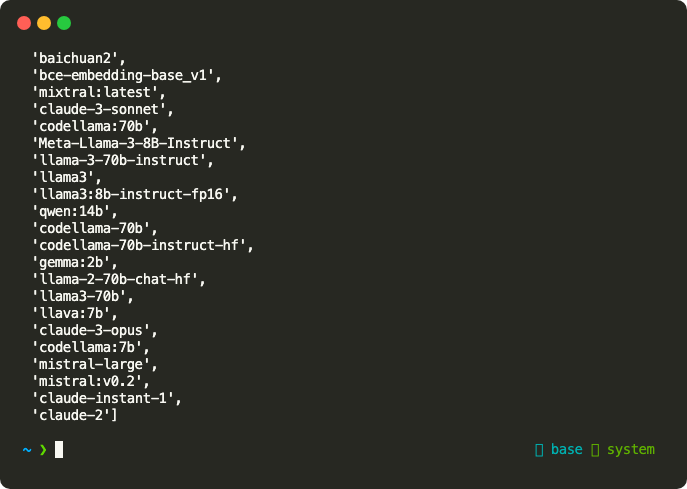 'baichuan2',
'bce-embedding-base_v1',
'mixtral:latest',
'claude-3-sonnet',
'codellama:70b',
'Meta-Llama-3-8B-Instruct',
'llama-3-70b-instruct',
'llama3',
'llama3:8b-instruct-fp16',
'qwen:14b',
'codellama-70b',
'codellama-70b-instruct-hf',
'gemma:2b',
'llama-2-70b-chat-hf',
'llama3-70b',
'llava:7b',
'claude-3-opus',
'codellama:7b',
'mistral-large',
'mistral:v0.2',
'claude-instant-1',
'claude-2']
~ ❯ base system